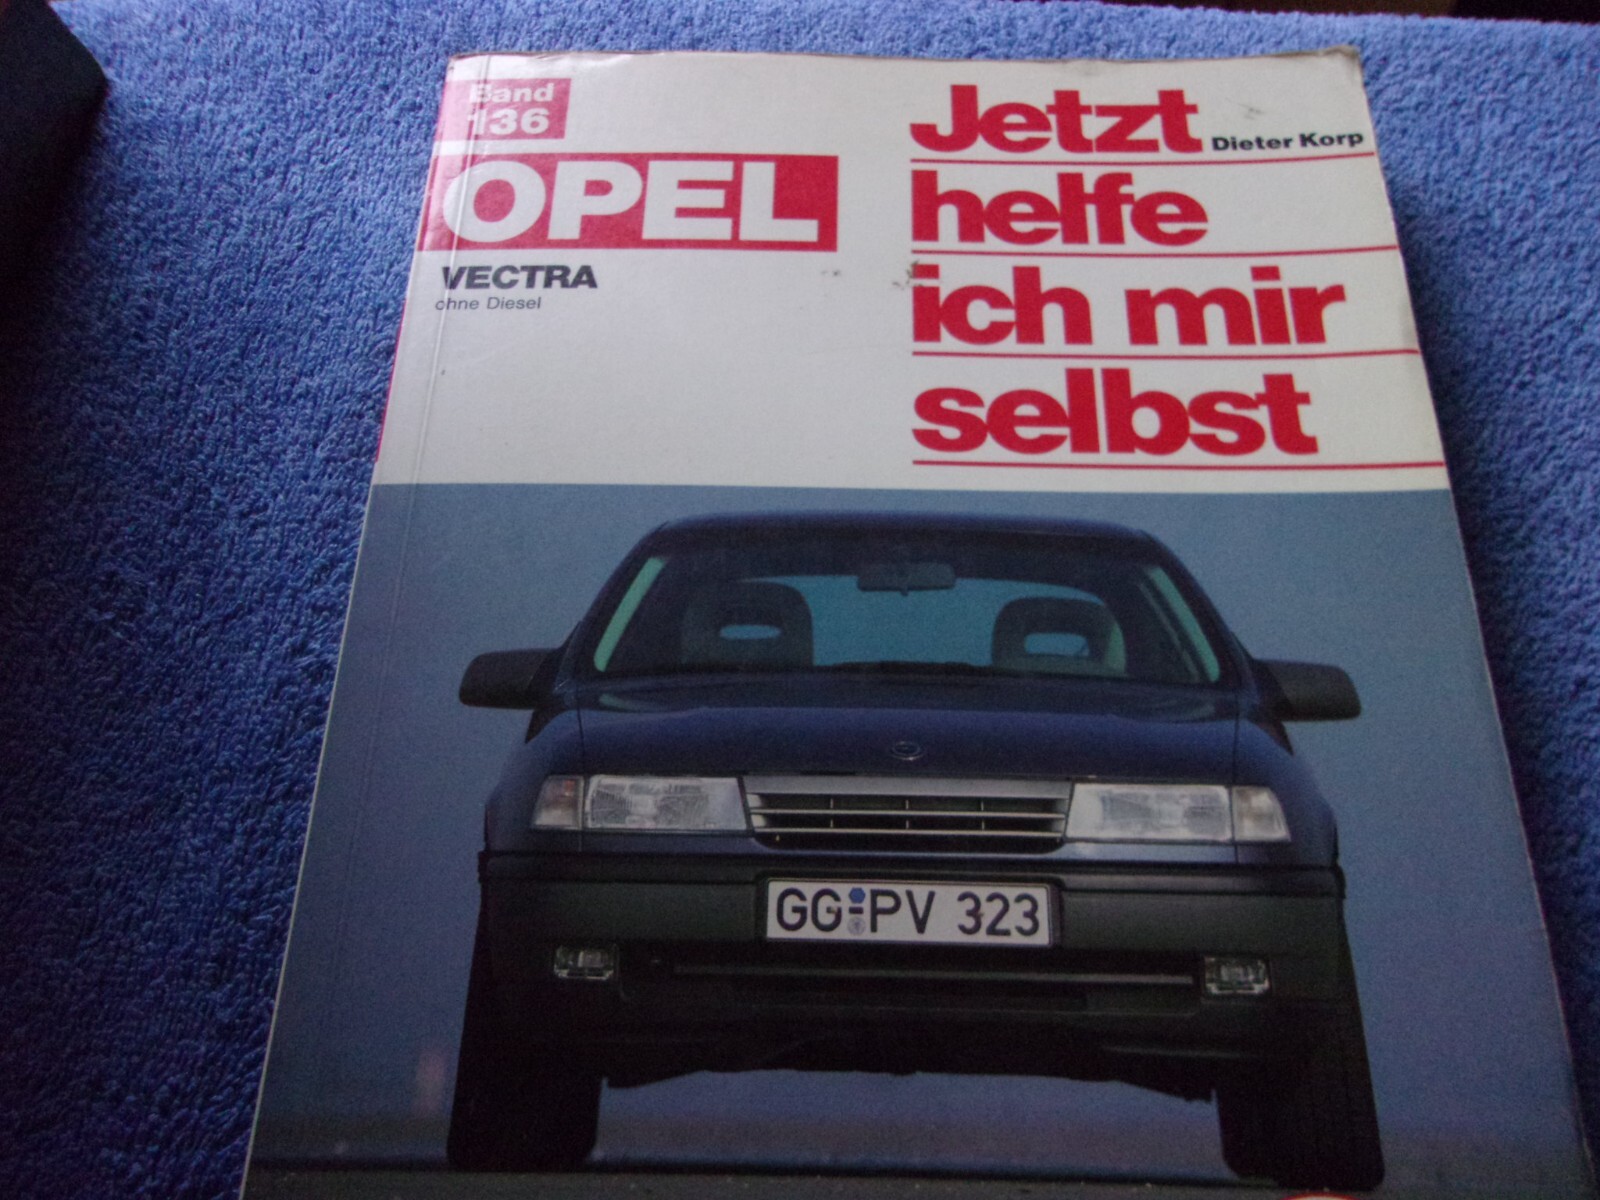 Band
136
OPEL
VECTRA
ohne Diesel
Jetzt
Dieter Korp
helfe
ich mir
selbst
GG PV 323